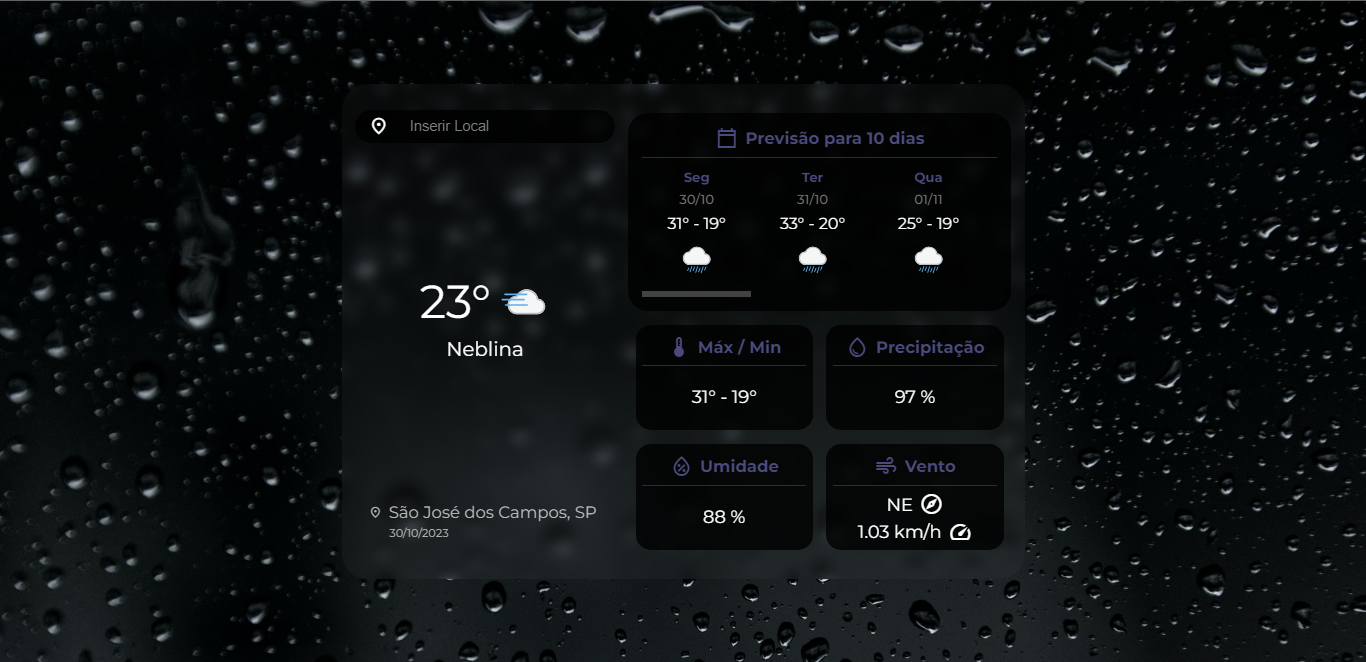 Inserir Local
23°
Neblina
São José dos Campos, SP
30/10/2023
Previsão para 10 dias
Seg
30/10
31° - 19°
Ter
31/10
33° - 20°
Qua
01/11
25° - 19°
Máx / Min
31° - 19°
Precipitação
97 %
Umidade
88 %
Vento
NE
1.03 km/h